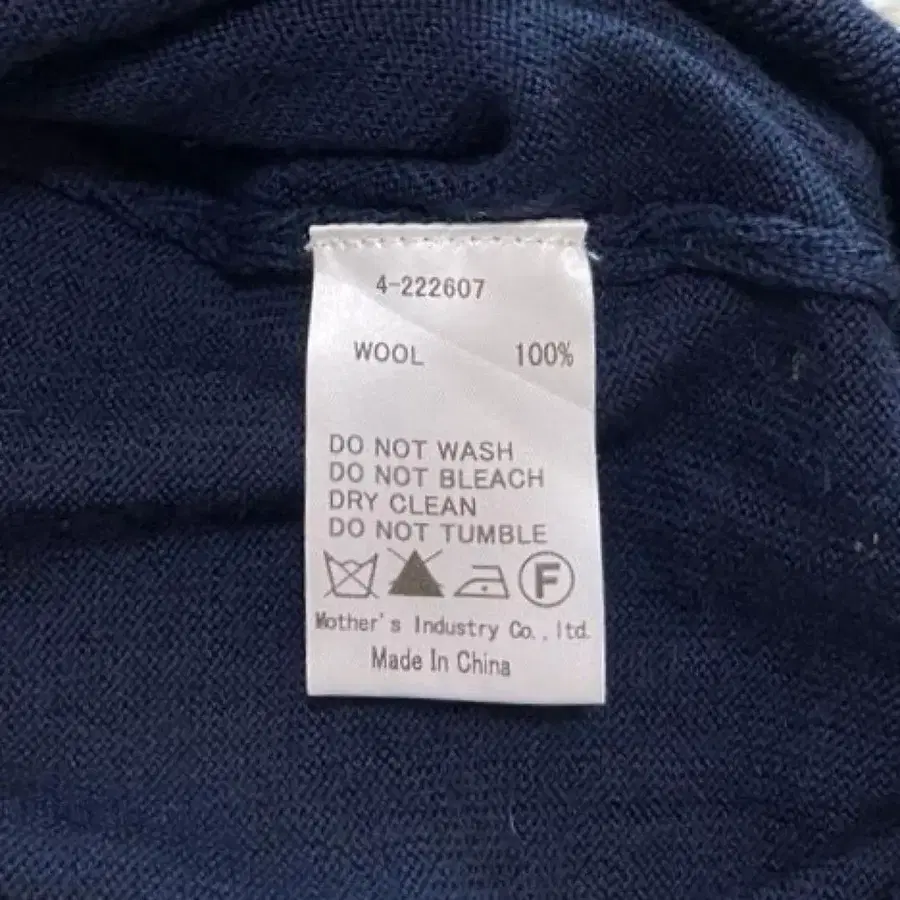 4-222607
WOOL 100%
DO NOT WASH
DO NOT BLEACH
DRY CLEAN
DO NOT TUMBLE
F
Mother's Industry Co.,ltd.
Made In China